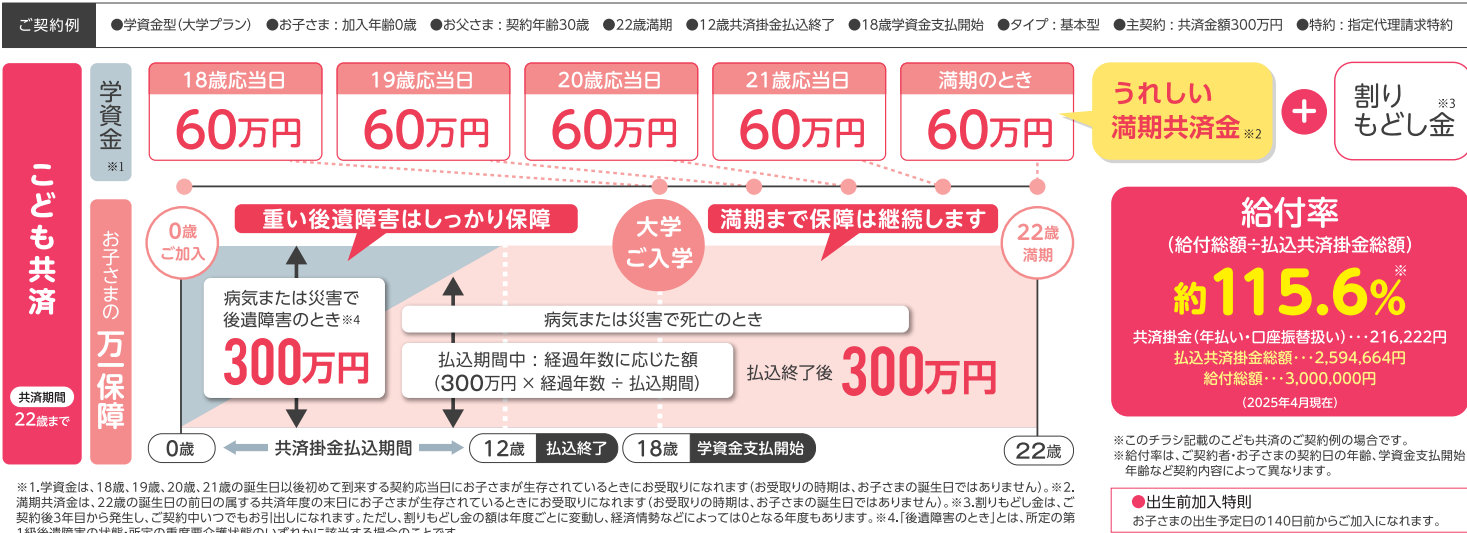 ご契約例
●学資金型(大学プラン) ●お子さま:加入年齢0歳 ●お父さま:契約年齢30歳 ●22歳満期 ●12歳共済掛金払込終了 ●18歳学資金支払開始 ●タイプ:基本型 ●主契約:共済金額300万円 ●特約:指定代理請求特約
こども共済
共済期間
22歳まで
学資金
※1
18歳応当日
60万円
19歳応当日
60万円
20歳応当日
60万円
21歳応当日
60万円
満期のとき
60万円
うれしい
満期共済金※2
+
割り
もどし金
※3
お子さまの
万一保障
0歳
ご加入
重い後遺障害はしっかり保障
大学
ご入学
満期まで保障は継続します
22歳
満期
病気または災害で
後遺障害のとき※4
300万円
病気または災害で死亡のとき
払込期間中:経過年数に応じた額
(300万円 × 経過年数 ÷ 払込期間)
払込終了後 300万円
0歳
共済掛金払込期間
12歳 払込終了
18歳 学資金支払開始
22歳
給付率
(給付総額÷払込共済掛金総額)
約115.6%※
共済掛金(年払い・口座振替扱い)･･･216,222円
払込共済掛金総額･･･2,594,664円
給付総額･･･3,000,000円
(2025年4月現在)
※このチラシ記載のこども共済のご契約例の場合です。
※給付率は、ご契約者・お子さまの契約日の年齢、学資金支払開始
年齢など契約内容によって異なります。
●出生前加入特則
お子さまの出生予定日の140日前からご加入になれます。
※1.学資金は、18歳、19歳、20歳、21歳の誕生日以後初めて到来する契約応当日にお子さまが生存されているときにお受取りになれます(お受取りの時期は、お子さまの誕生日ではありません)。※2.
満期共済金は、22歳の誕生日の前日の属する共済年度の末日にお子さまが生存されているときにお受取りになれます(お受取りの時期は、お子さまの誕生日ではありません)。※3.割りもどし金は、ご
契約後3年目から発生し、ご契約中いつでもお引出しになれます。ただし、割りもどし金の額は年度ごとに変動し、経済情勢などによっては0となる年度もあります。※4.「後遺障害のとき」とは、所定の第
1級後遺障害の状態・所定の重度要介護状態のいずれかに該当する場合のことです。